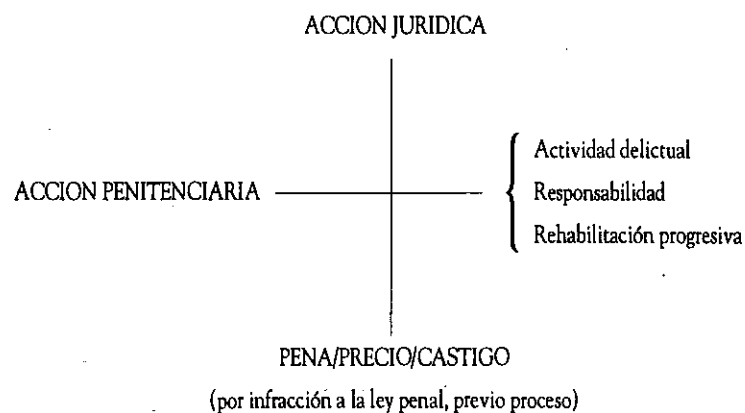 ACCION JURIDICA
Actividad delictual
ACCION PENITENCIARIA
Responsabilidad
Rehabilitación progresiva
PENA/PRECIO/CASTIGO
(por infracción a la ley penal, previo proceso)